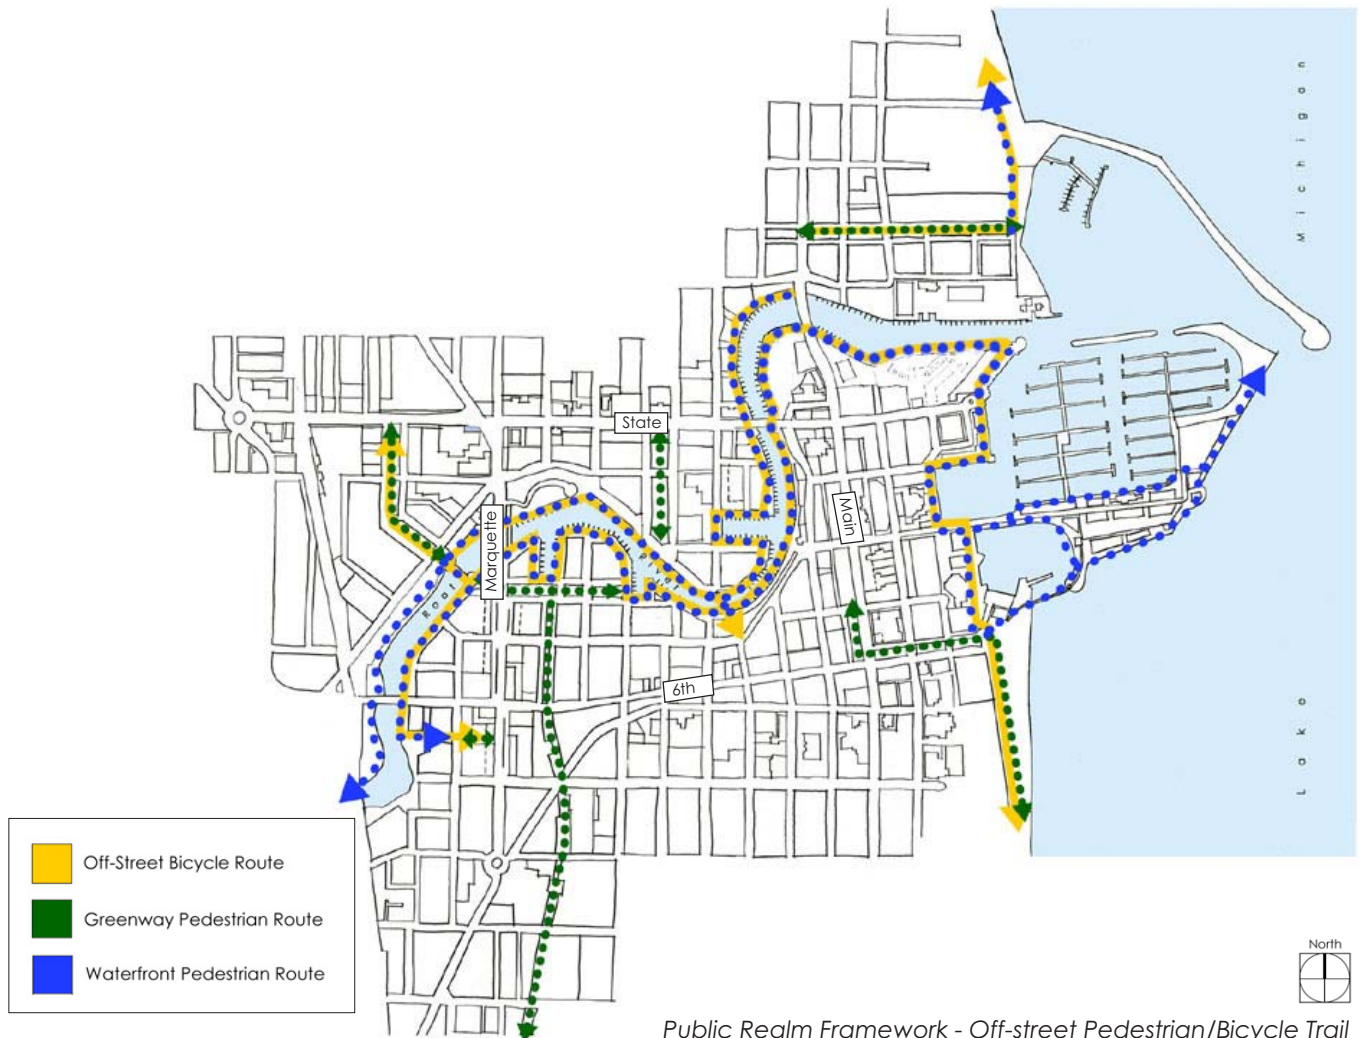 Michigan
State
Main
Marquette
Root
6th
Lake
Off-Street Bicycle Route
Greenway Pedestrian Route
Waterfront Pedestrian Route
North
Public Realm Framework - Off-street Pedestrian/Bicycle Trail